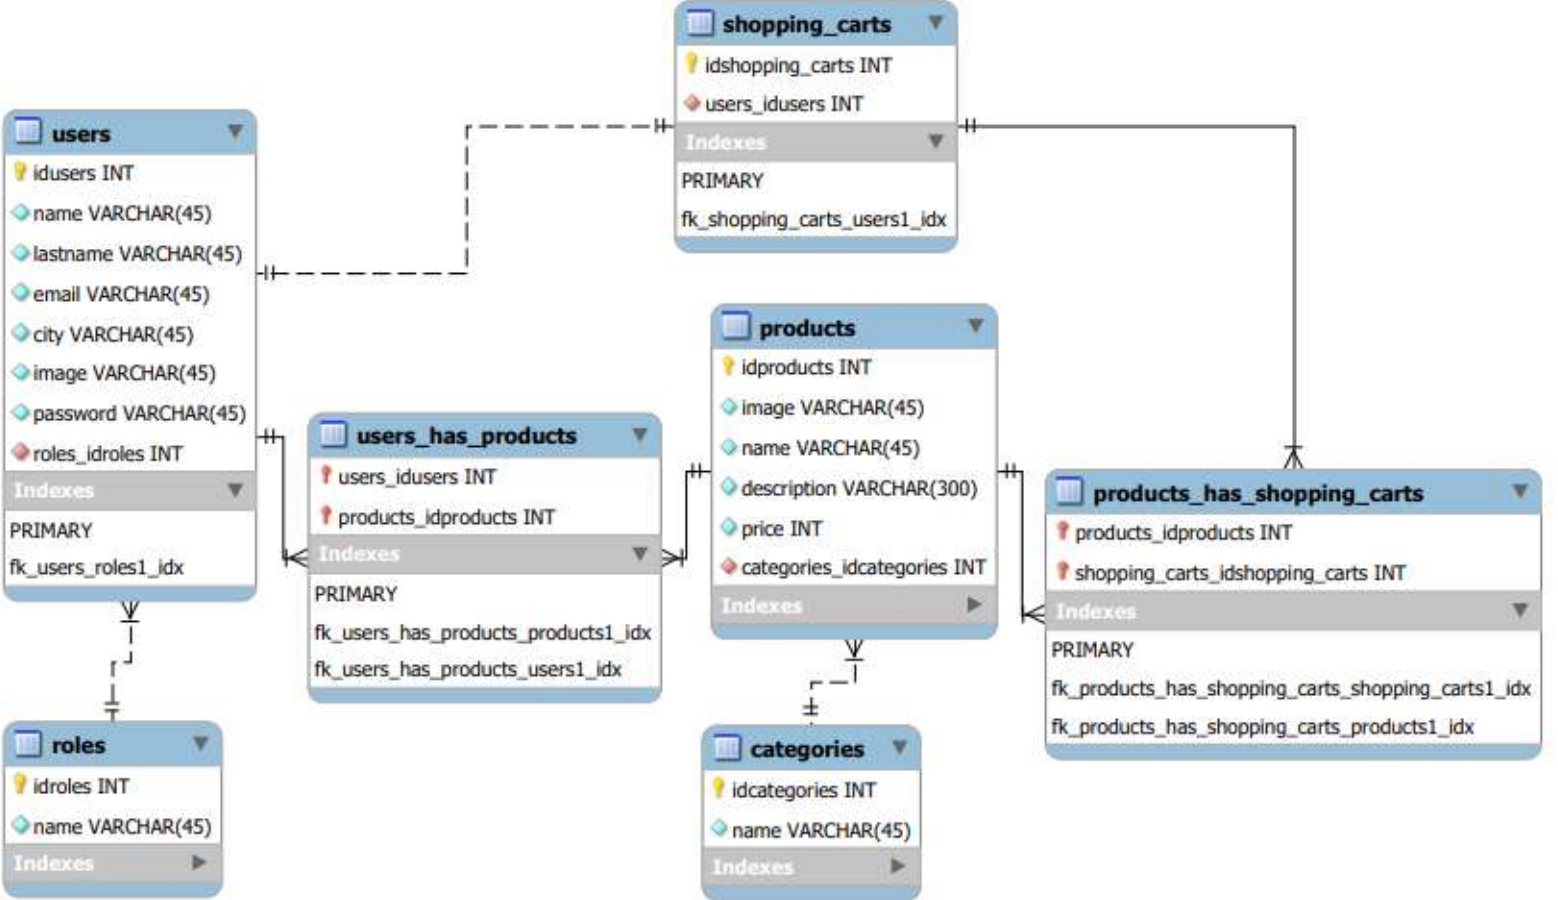 shopping_carts
idshopping_carts INT
users_idusers INT
Indexes
PRIMARY
fk_shopping_carts_users1_idx
users
idusers INT
name VARCHAR(45)
lastname VARCHAR(45)
email VARCHAR(45)
city VARCHAR(45)
image VARCHAR(45)
password VARCHAR(45)
roles_idroles INT
Indexes
PRIMARY
fk_users_roles1_idx
users_has_products
users_idusers INT
products_idproducts INT
Indexes
PRIMARY
fk_users_has_products_products1_idx
fk_users_has_products_users1_idx
products
idproducts INT
image VARCHAR(45)
name VARCHAR(45)
description VARCHAR(300)
price INT
categories_idcategories INT
Indexes
products_has_shopping_carts
products_idproducts INT
shopping_carts_idshopping_carts INT
Indexes
PRIMARY
fk_products_has_shopping_carts_shopping_carts1_idx
fk_products_has_shopping_carts_products1_idx
roles
idroles INT
name VARCHAR(45)
Indexes
categories
idcategories INT
name VARCHAR(45)
Indexes